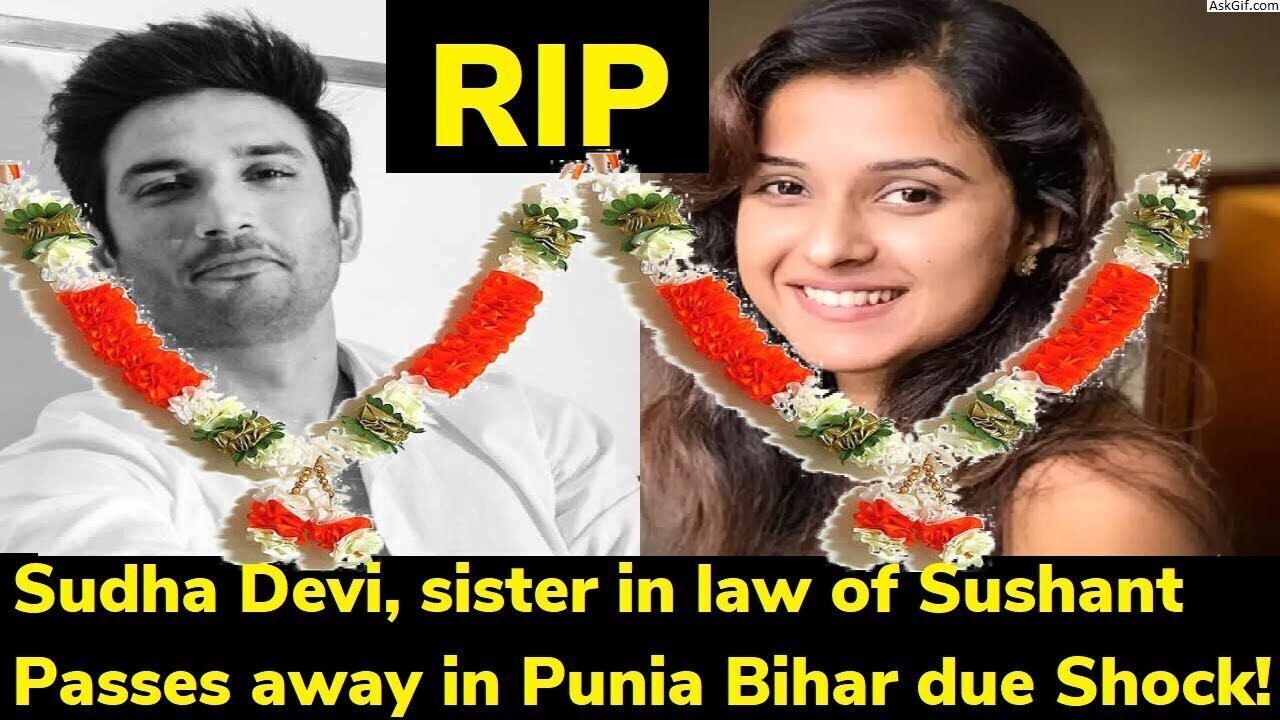 AskGif.com
RIP
Sudha Devi, sister in law of Sushant
Passes away in Punia Bihar due Shock!